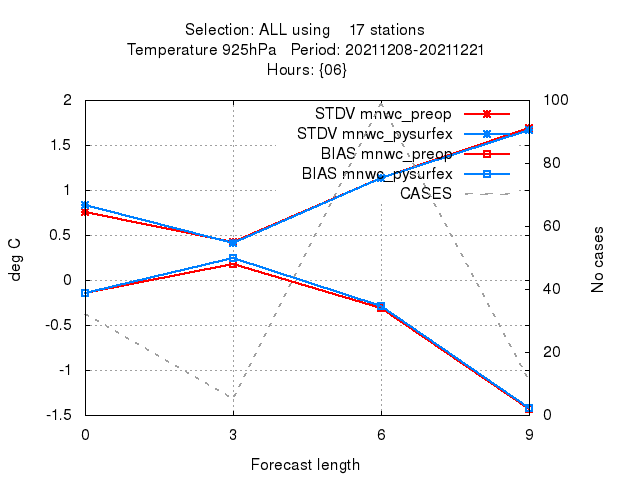 Selection: ALL using    17 stations
Temperature 925hPa   Period: 20211208-20211221
Hours: {06}
STDV mnwc_preop
STDV mnwc_pysurfex
BIAS mnwc_preop
BIAS mnwc_pysurfex
CASES
2
1.5
1
0.5
0
-0.5
-1
-1.5
deg C
100
80
60
40
20
0
No cases
0 3 6 9
Forecast length